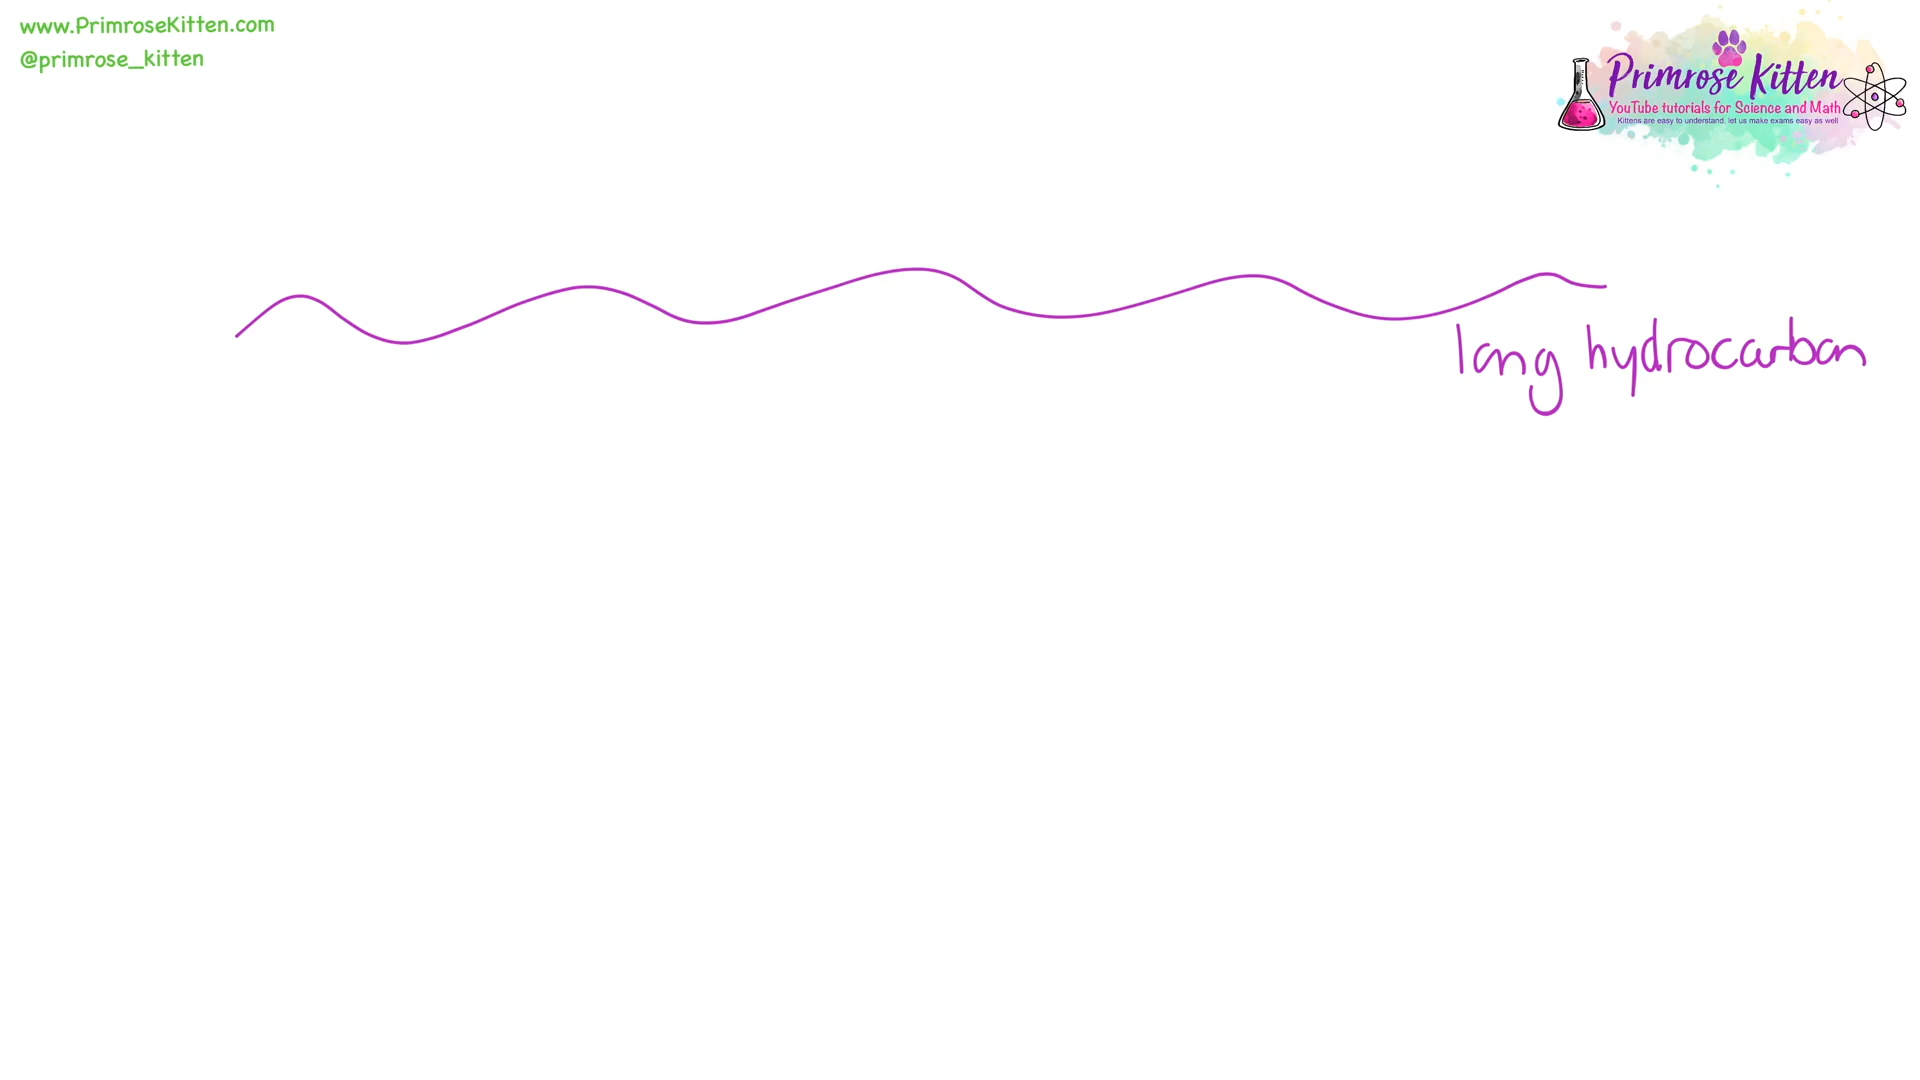 www.PrimroseKitten.com
@primrose_kitten
Primrose Kitten
YouTube tutorials for Science and Math
Kittens are easy to understand, let us make exams easy as well
long hydrocarbon